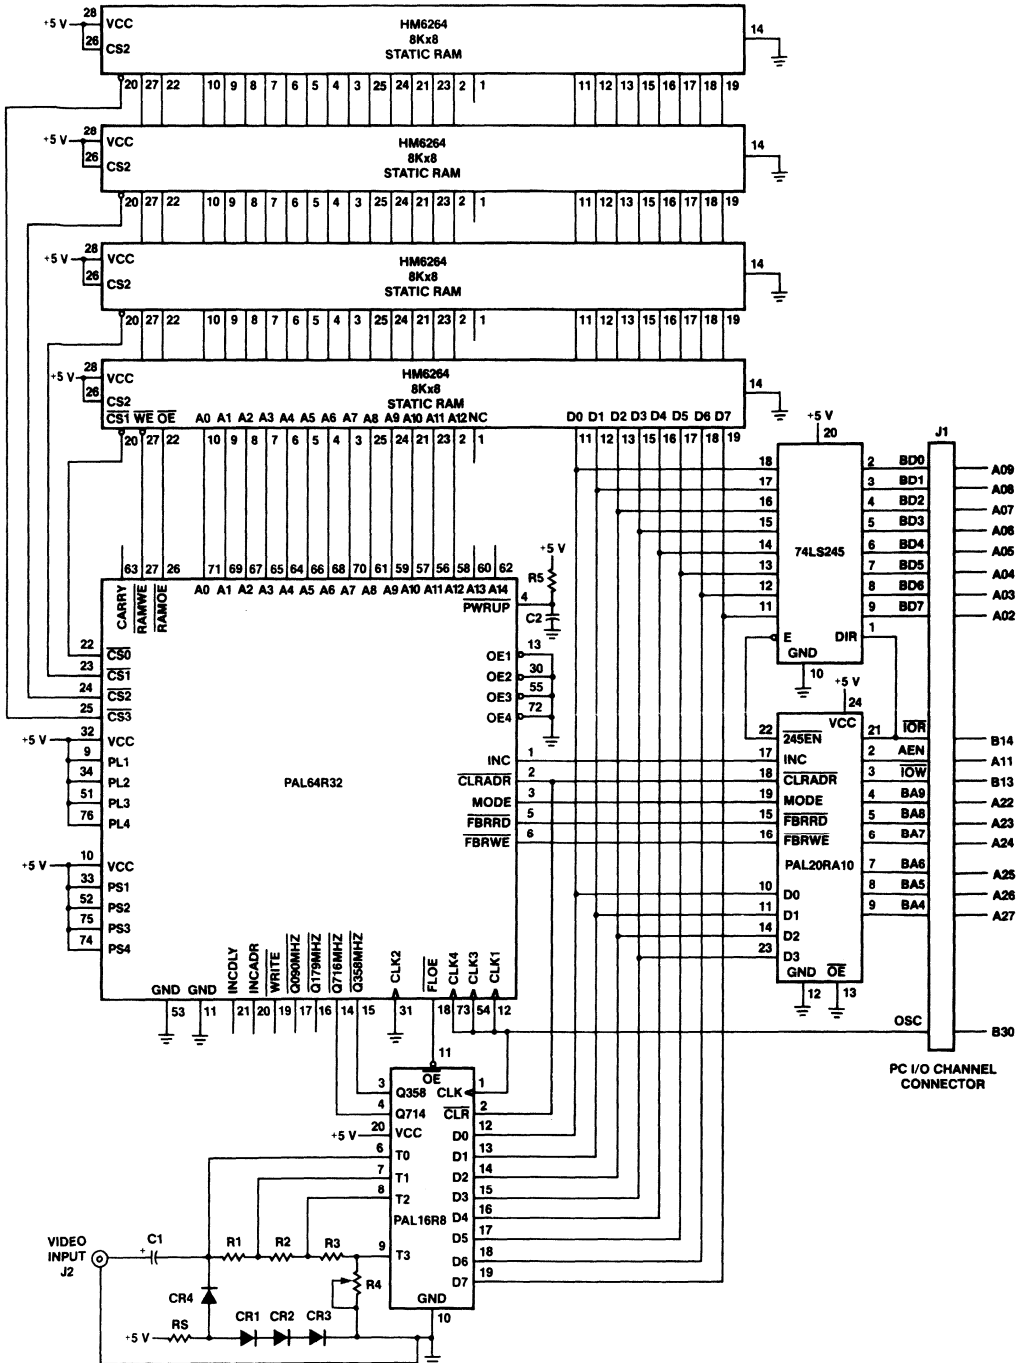 28 VCC
+5 V
26 CS2
HM6264
8Kx8
STATIC RAM
14
20 27 22 10 9 8 7 6 5 4 3 25 24 21 23 2 1 11 12 13 15 16 17 18 19
28 VCC
+5 V
26 CS2
HM6264
8Kx8
STATIC RAM
14
20 27 22 10 9 8 7 6 5 4 3 25 24 21 23 2 1 11 12 13 15 16 17 18 19
28 VCC
+5 V
26 CS2
HM6264
8Kx8
STATIC RAM
14
20 27 22 10 9 8 7 6 5 4 3 25 24 21 23 2 1 11 12 13 15 16 17 18 19
28 VCC
+5 V
26 CS2
HM6264
8Kx8
STATIC RAM
14
CS1 WE OE A0 A1 A2 A3 A4 A5 A6 A7 A8 A9 A10 A11 A12 NC D0 D1 D2 D3 D4 D5 D6 D7
20 27 22 10 9 8 7 6 5 4 3 25 24 21 23 2 1 11 12 13 15 16 17 18 19
63 27 26 71 69 67 65 64 66 68 70 61 59 57 56 58 60 62
CARRY RAMWE RAMOE A0 A1 A2 A3 A4 A5 A6 A7 A8 A9 A10 A11 A12 A13 A14
+5 V
R5
4 PWRUP
C2
22 CS0
23 CS1
24 CS2
25 CS3
+5 V
32 VCC
9 PL1
34 PL2
51 PL3
76 PL4
+5 V
10 VCC
33 PS1
52 PS2
75 PS3
74 PS4
PAL64R32
OE1 13
OE2 30
OE3 55
OE4 72
INC 1
CLRADR 2
MODE 3
FBRRD 5
FBRWE 6
GND GND INCDLY INCADR WRITE Q090MHZ Q179MHZ Q716MHZ Q358MHZ CLK2 FLOE CLK4 CLK3 CLK1
53 11 21 20 19 17 16 14 15 31 18 73 54 12
+5 V
20
74LS245
18 2 BD0
17 3 BD1
16 4 BD2
15 5 BD3
14 6 BD4
13 7 BD5
12 8 BD6
11 9 BD7
E DIR 1
GND
10
+5 V
24
VCC
22 245EN 21 IOR
17 INC 2 AEN
18 CLRADR 3 IOW
19 MODE 4 BA9
15 FBRRD 5 BA8
16 FBRWE 6 BA7
PAL20RA10
7 BA6
10 D0 8 BA5
11 D1 9 BA4
14 D2
23 D3
GND OE
12 13
OSC
J1
A09
A08
A07
A06
A05
A04
A03
A02
B14
A11
B13
A22
A23
A24
A25
A26
A27
B30
PC I/O CHANNEL
CONNECTOR
11
OE
3 Q358 CLK 1
4 Q714 CLR 2
+5 V 20 VCC D0 12
6 T0 D1 13
7 T1 D2 14
8 T2 D3 15
PAL16R8 D4 16
D5 17
9 T3 D6 18
D7 19
GND
10
VIDEO
INPUT
J2
+ C1
R1 R2 R3
R4
CR4
+5 V RS CR1 CR2 CR3